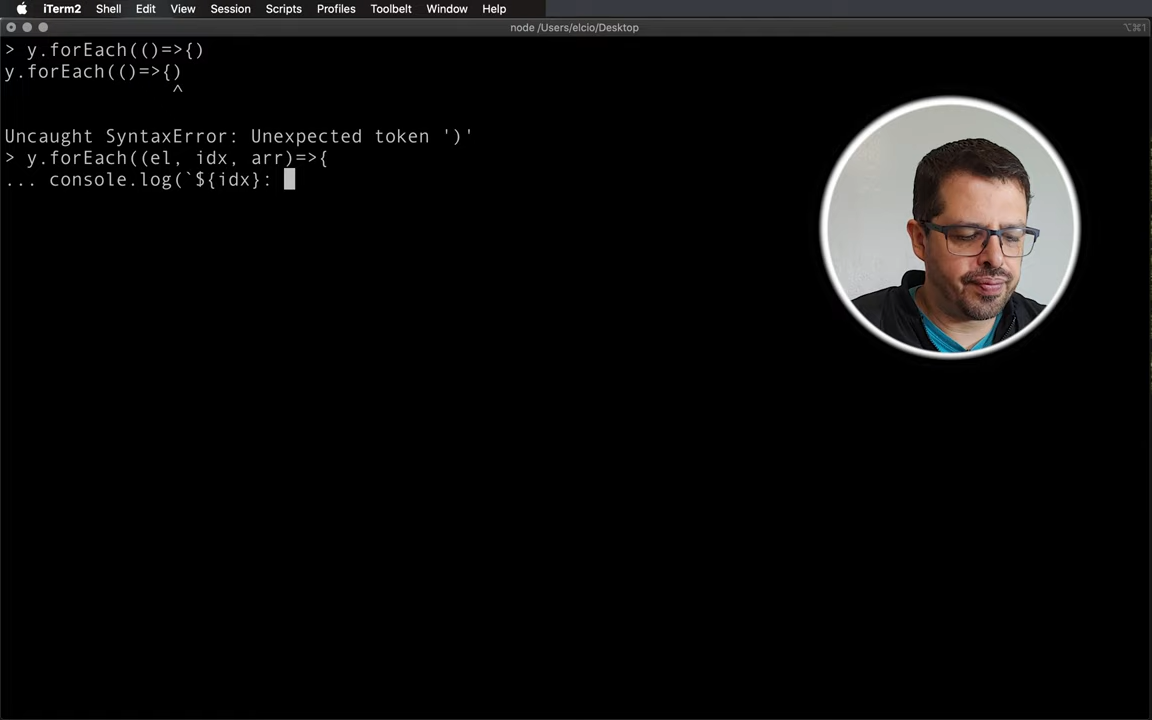 iTerm2 Shell Edit View Session Scripts Profiles Toolbelt Window Help
node /Users/elcio/Desktop
⌥⌘1
> y.forEach(()=>{)
y.forEach(()=>{)
^
Uncaught SyntaxError: Unexpected token ')'
> y.forEach((el, idx, arr)=>{
... console.log(`${idx}: